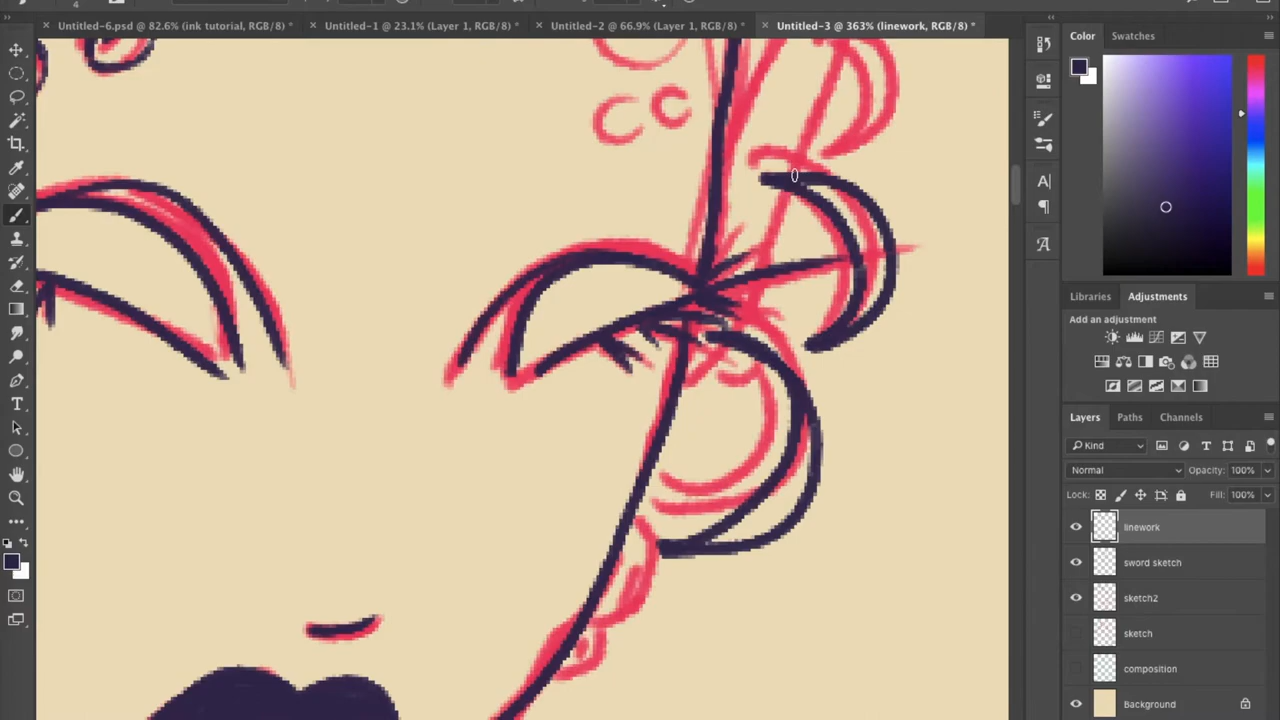 Untitled-6.psd @ 82.6% (ink tutorial, RGB/8) *
Untitled-1 @ 23.1% (Layer 1, RGB/8) *
Untitled-2 @ 66.9% (Layer 1, RGB/8) *
Untitled-3 @ 363% (linework, RGB/8) *
Color
Swatches
Libraries
Adjustments
Add an adjustment
Layers
Paths
Channels
Kind
Normal
Opacity: 100%
Lock:
Fill: 100%
linework
sword sketch
sketch2
sketch
composition
Background